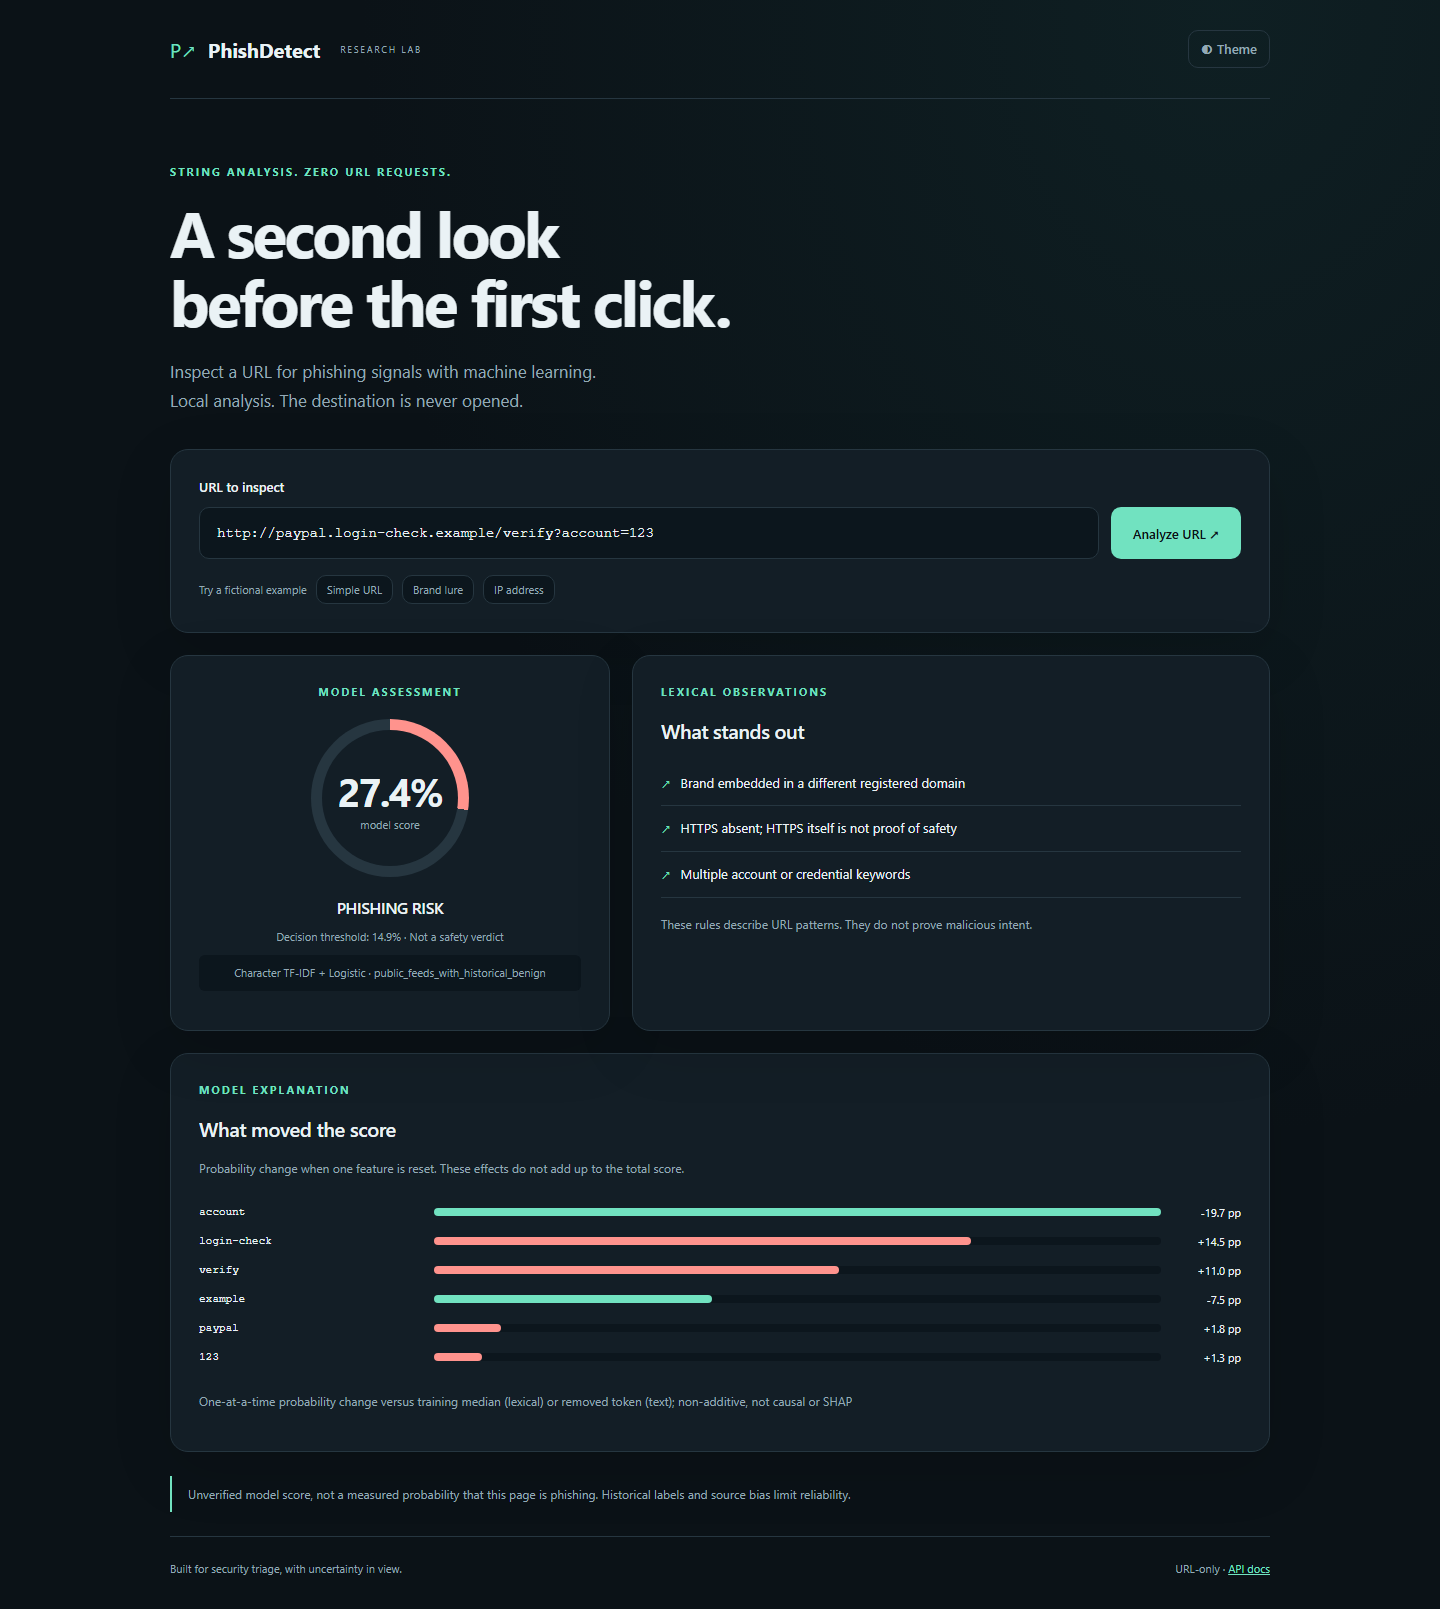 P↗ PhishDetect RESEARCH LAB
◐ Theme
STRING ANALYSIS. ZERO URL REQUESTS.
A second look
before the first click.
Inspect a URL for phishing signals with machine learning.
Local analysis. The destination is never opened.
URL to inspect
http://paypal.login-check.example/verify?account=123
Analyze URL ↗
Try a fictional example Simple URL Brand lure IP address
MODEL ASSESSMENT
27.4%
model score
PHISHING RISK
Decision threshold: 14.9% · Not a safety verdict
Character TF-IDF + Logistic · public_feeds_with_historical_benign
LEXICAL OBSERVATIONS
What stands out
↗ Brand embedded in a different registered domain
↗ HTTPS absent; HTTPS itself is not proof of safety
↗ Multiple account or credential keywords
These rules describe URL patterns. They do not prove malicious intent.
MODEL EXPLANATION
What moved the score
Probability change when one feature is reset. These effects do not add up to the total score.
account -19.7 pp
login-check +14.5 pp
verify +11.0 pp
example -7.5 pp
paypal +1.8 pp
123 +1.3 pp
One-at-a-time probability change versus training median (lexical) or removed token (text); non-additive, not causal or SHAP
Unverified model score, not a measured probability that this page is phishing. Historical labels and source bias limit reliability.
Built for security triage, with uncertainty in view.
URL-only · API docs